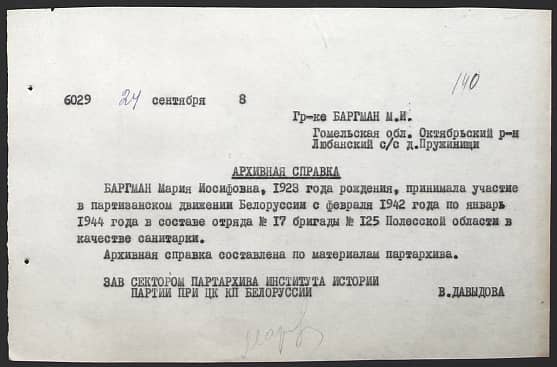 140
6029 24 сентября 8
Гр-ке БАРГМАН М.И.
Гомельская обл. Октябрьский р-н
Любанский с/с д.Пружинищи
АРХИВНАЯ СПРАВКА
БАРГМАН Мария Иосифовна, 1923 года рождения, принимала участие
в партизанском движении Белоруссии с февраля 1942 года по январь
1944 года в составе отряда № 17 бригады № 125 Полесской области в
качестве санитарки.
Архивная справка составлена по материалам партархива.
ЗАВ СЕКТОРОМ ПАРТАРХИВА ИНСТИТУТА ИСТОРИИ
ПАРТИИ ПРИ ЦК КП БЕЛОРУССИИ В.ДАВЫДОВА